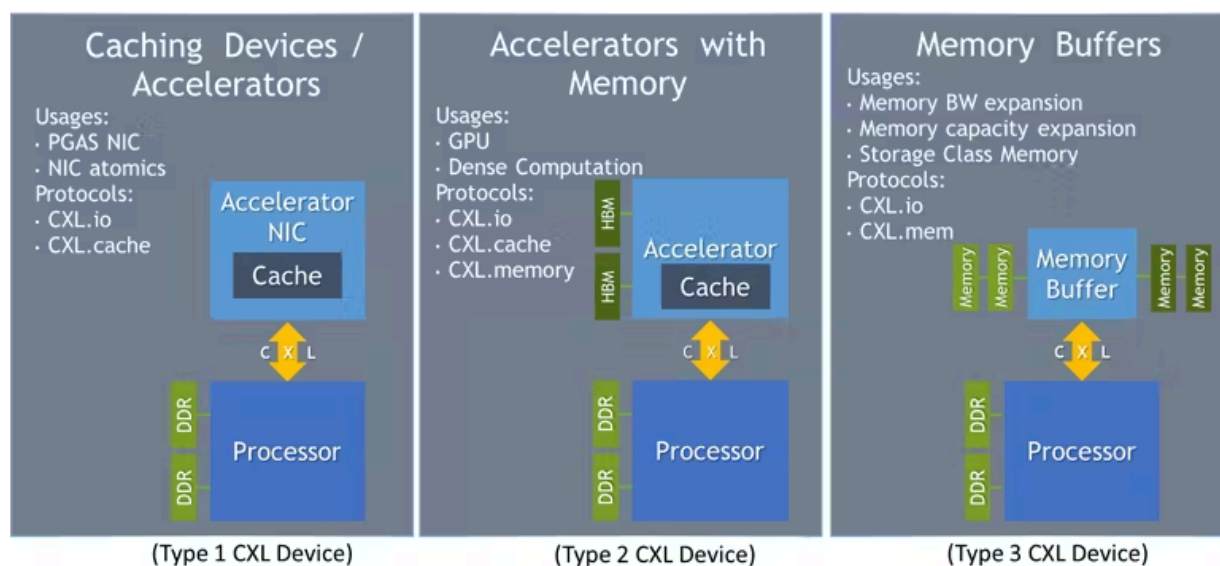 Caching Devices /
Accelerators
Usages:
· PGAS NIC
· NIC atomics
Protocols:
· CXL.io
· CXL.cache
Accelerator
NIC
Cache
C X L
DDR
DDR
Processor
(Type 1 CXL Device)
Accelerators with
Memory
Usages:
· GPU
· Dense Computation
Protocols:
· CXL.io
· CXL.cache
· CXL.memory
HBM
HBM
Accelerator
Cache
C X L
DDR
DDR
Processor
(Type 2 CXL Device)
Memory Buffers
Usages:
· Memory BW expansion
· Memory capacity expansion
· Storage Class Memory
Protocols:
· CXL.io
· CXL.mem
Memory
Memory
Memory
Buffer
Memory
Memory
C X L
DDR
DDR
Processor
(Type 3 CXL Device)